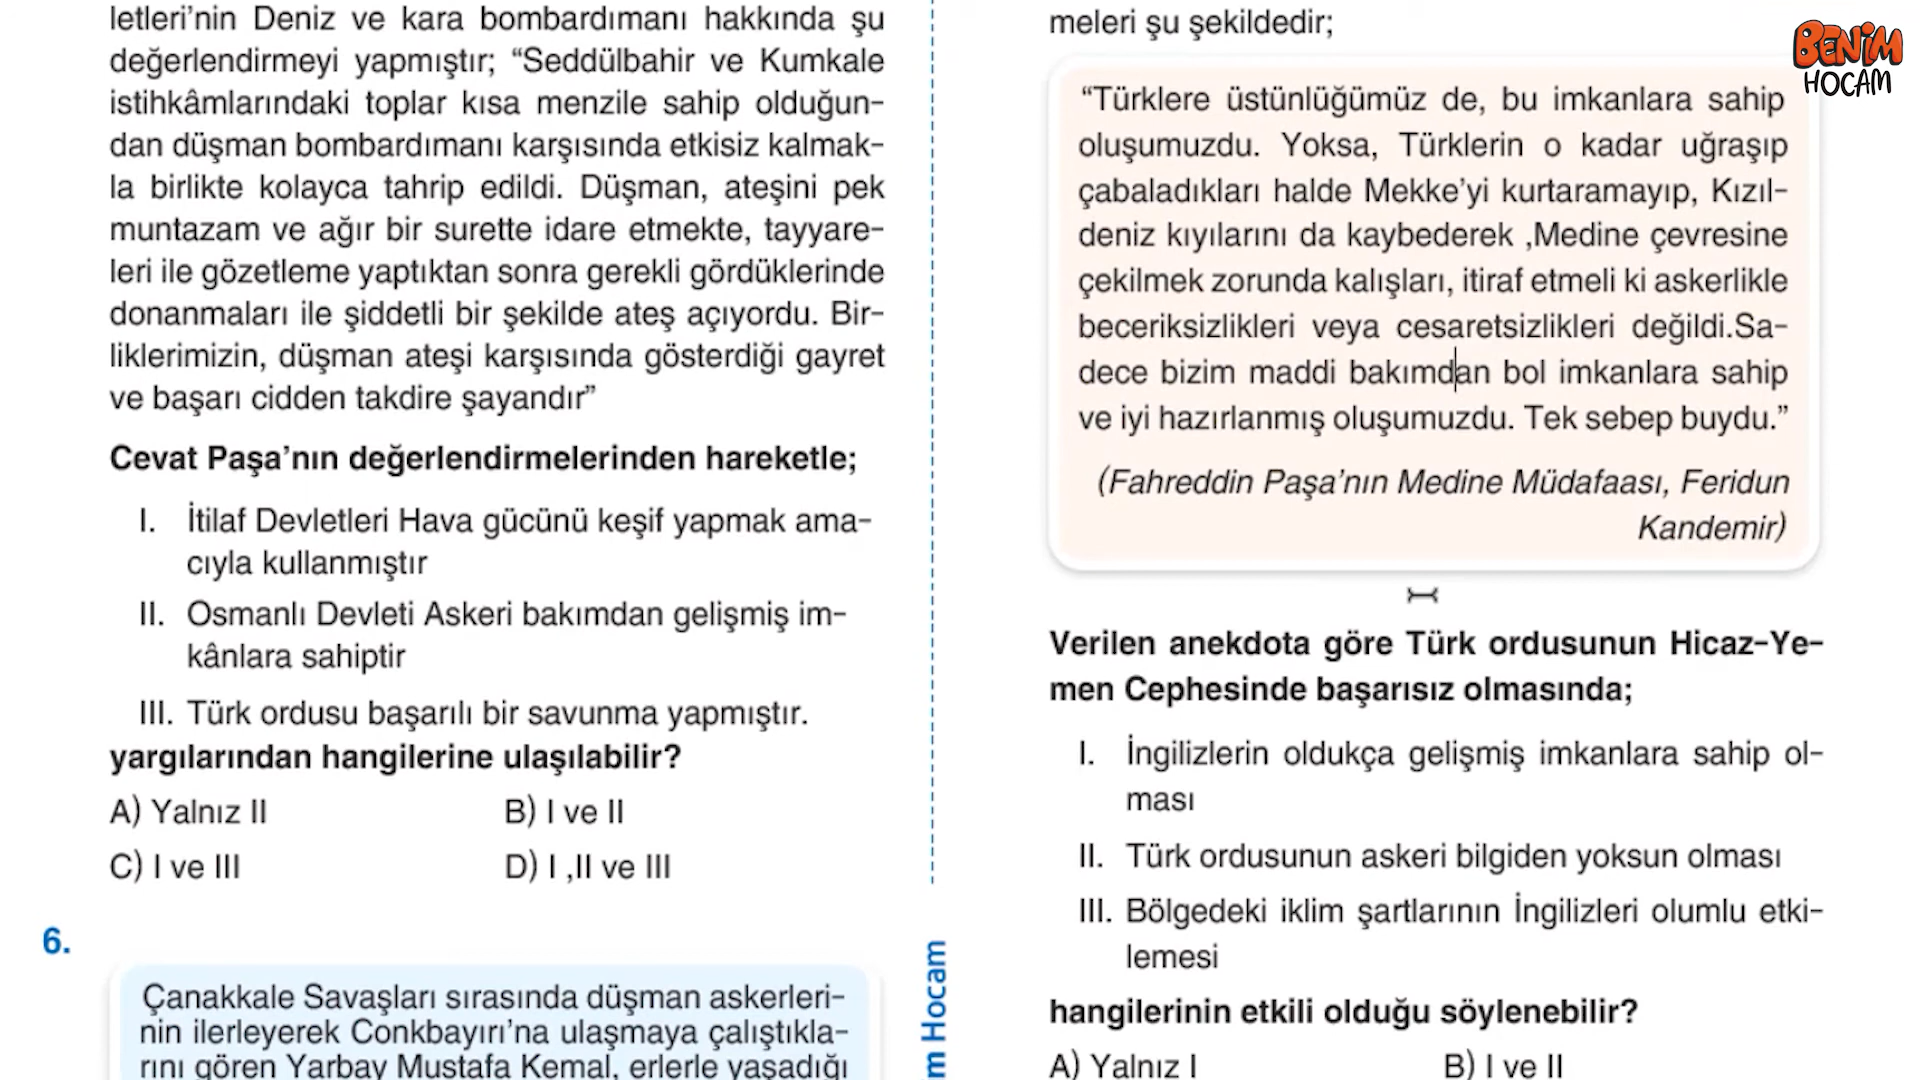 letleri’nin Deniz ve kara bombardımanı hakkında şu
değerlendirmeyi yapmıştır; “Seddülbahir ve Kumkale
istihkâmlarındaki toplar kısa menzile sahip olduğun-
dan düşman bombardımanı karşısında etkisiz kalmak-
la birlikte kolayca tahrip edildi. Düşman, ateşini pek
muntazam ve ağır bir surette idare etmekte, tayyare-
leri ile gözetleme yaptıktan sonra gerekli gördüklerinde
donanmaları ile şiddetli bir şekilde ateş açıyordu. Bir-
liklerimizin, düşman ateşi karşısında gösterdiği gayret
ve başarı cidden takdire şayandır”
Cevat Paşa’nın değerlendirmelerinden hareketle;
I. İtilaf Devletleri Hava gücünü keşif yapmak ama-
cıyla kullanmıştır
II. Osmanlı Devleti Askeri bakımdan gelişmiş im-
kânlara sahiptir
III. Türk ordusu başarılı bir savunma yapmıştır.
yargılarından hangilerine ulaşılabilir?
A) Yalnız II B) I ve II
C) I ve III D) I ,II ve III
6.
Çanakkale Savaşları sırasında düşman askerleri-
nin ilerleyerek Conkbayırı’na ulaşmaya çalıştıkla-
rını gören Yarbay Mustafa Kemal, erlerle yaşadığı
m Hocam
meleri şu şekildedir;
“Türklere üstünlüğümüz de, bu imkanlara sahip
oluşumuzdu. Yoksa, Türklerin o kadar uğraşıp
çabaladıkları halde Mekke’yi kurtaramayıp, Kızıl-
deniz kıyılarını da kaybederek ,Medine çevresine
çekilmek zorunda kalışları, itiraf etmeli ki askerlikle
beceriksizlikleri veya cesaretsizlikleri değildi.Sa-
dece bizim maddi bakımdan bol imkanlara sahip
ve iyi hazırlanmış oluşumuzdu. Tek sebep buydu.”
(Fahreddin Paşa’nın Medine Müdafaası, Feridun
Kandemir)
Verilen anekdota göre Türk ordusunun Hicaz-Ye-
men Cephesinde başarısız olmasında;
I. İngilizlerin oldukça gelişmiş imkanlara sahip ol-
ması
II. Türk ordusunun askeri bilgiden yoksun olması
III. Bölgedeki iklim şartlarının İngilizleri olumlu etki-
lemesi
hangilerinin etkili olduğu söylenebilir?
A) Yalnız I B) I ve II
BENİM
HOCAM